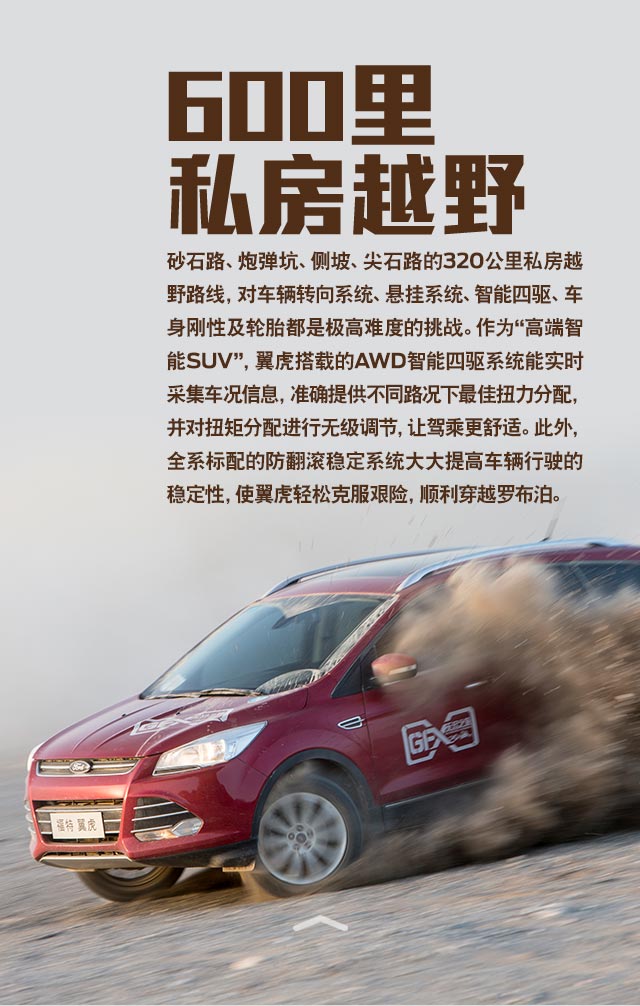 600里
私房越野
砂石路、炮弹坑、侧坡、尖石路的320公里私房越
野路线，对车辆转向系统、悬挂系统、智能四驱、车
身刚性及轮胎都是极高难度的挑战。作为“高端智
能SUV”，翼虎搭载的AWD智能四驱系统能实时
采集车况信息，准确提供不同路况下最佳扭力分配，
并对扭矩分配进行无级调节，让驾乘更舒适。此外，
全系标配的防翻滚稳定系统大大提高车辆行驶的
稳定性，使翼虎轻松克服艰险，顺利穿越罗布泊。
GFX
Ford
福特 翼虎